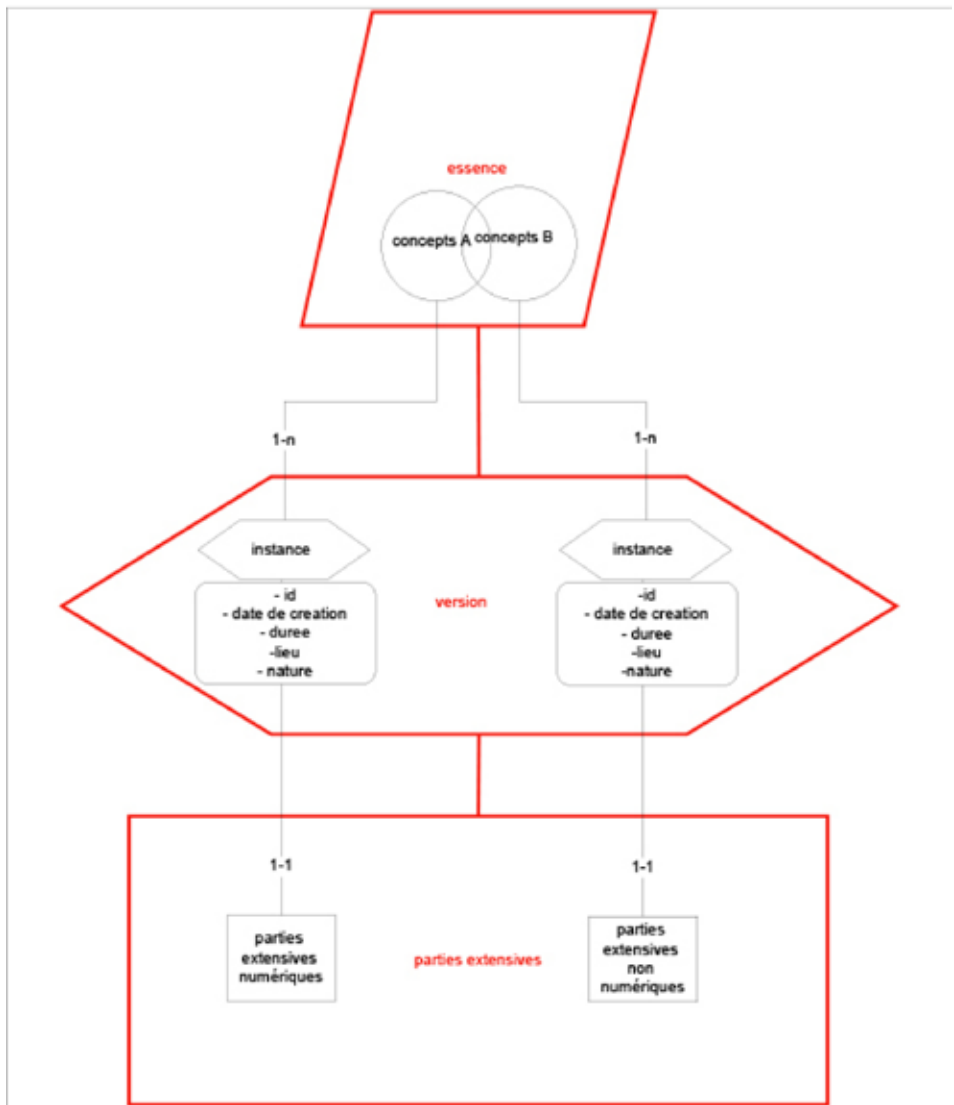 essence
concepts A
concepts B
1-n
1-n
instance
instance
- id
- date de creation
- duree
-lieu
- nature
version
-id
- date de creation
- duree
-lieu
-nature
1-1
1-1
parties
extensives
numériques
parties extensives
parties
extensives
non
numériques